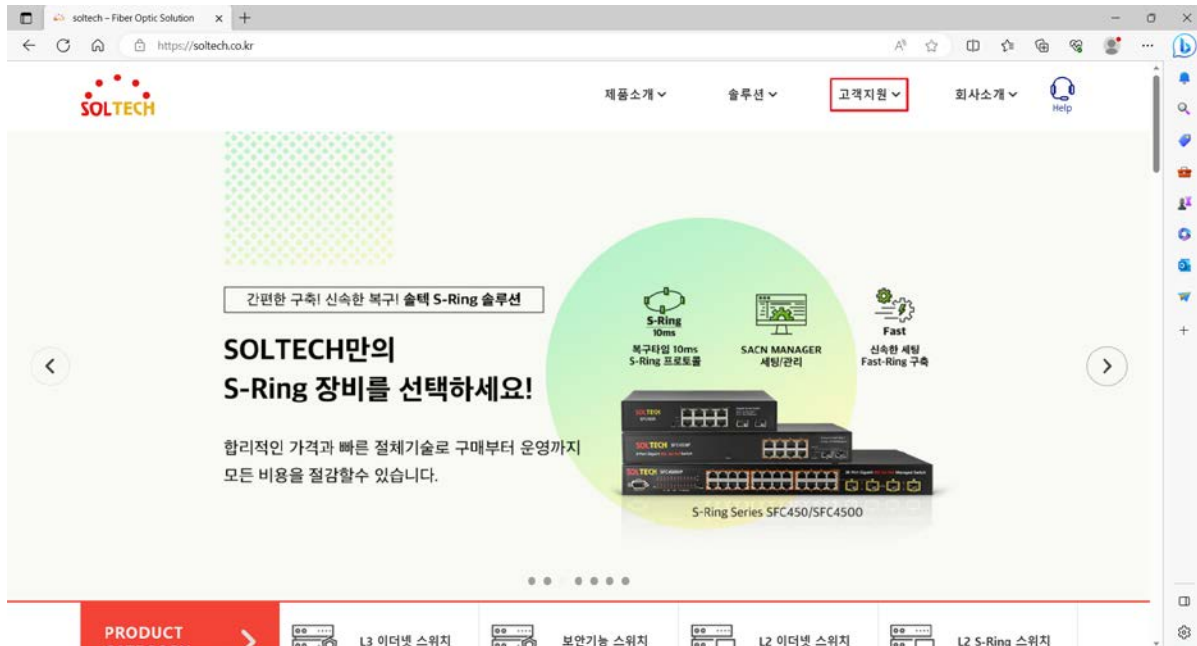 soltech – Fiber Optic Solution
https://soltech.co.kr
SOLTECH
제품소개
솔루션
고객지원
회사소개
Help
간편한 구축! 신속한 복구! 솔텍 S-Ring 솔루션
SOLTECH만의
S-Ring 장비를 선택하세요!
합리적인 가격과 빠른 절체기술로 구매부터 운영까지
모든 비용을 절감할수 있습니다.
S-Ring
10ms
복구타임 10ms
S-Ring 프로토콜
SACN MANAGER
세팅/관리
Fast
신속한 세팅
Fast-Ring 구축
SOLTECH
SOLTECH
SOLTECH
S-Ring Series SFC450/SFC4500
PRODUCT
L3 이더넷 스위치
보안기능 스위치
L2 이더넷 스위치
L2 S-Ring 스위치